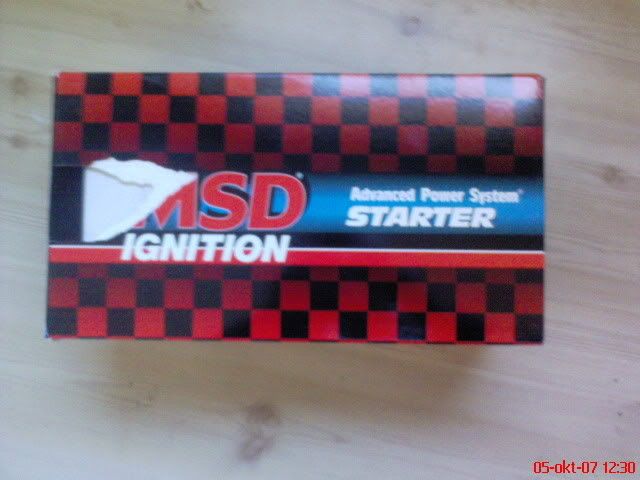 MSD®
IGNITION
Advanced Power System®
STARTER
05-okt-07 12:30